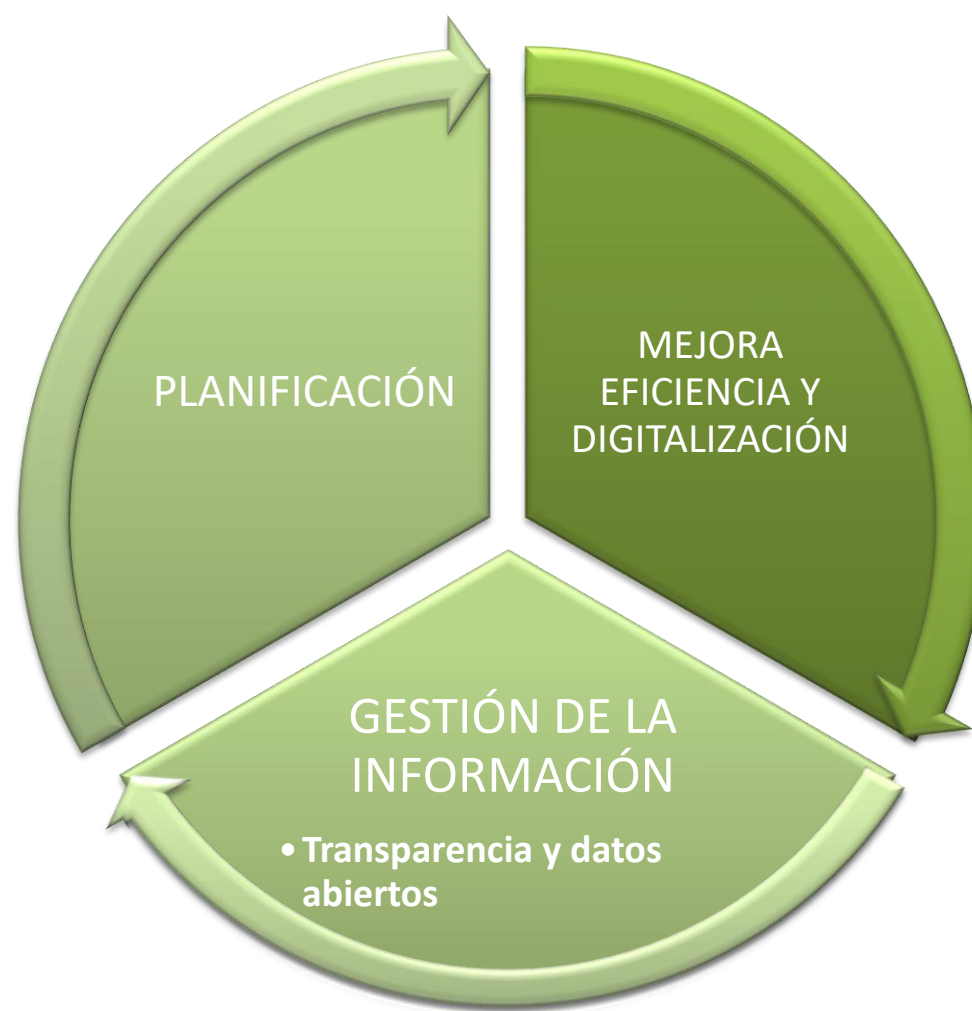 PLANIFICACIÓN
MEJORA
EFICIENCIA Y
DIGITALIZACIÓN
GESTIÓN DE LA
INFORMACIÓN
• Transparencia y datos
abiertos